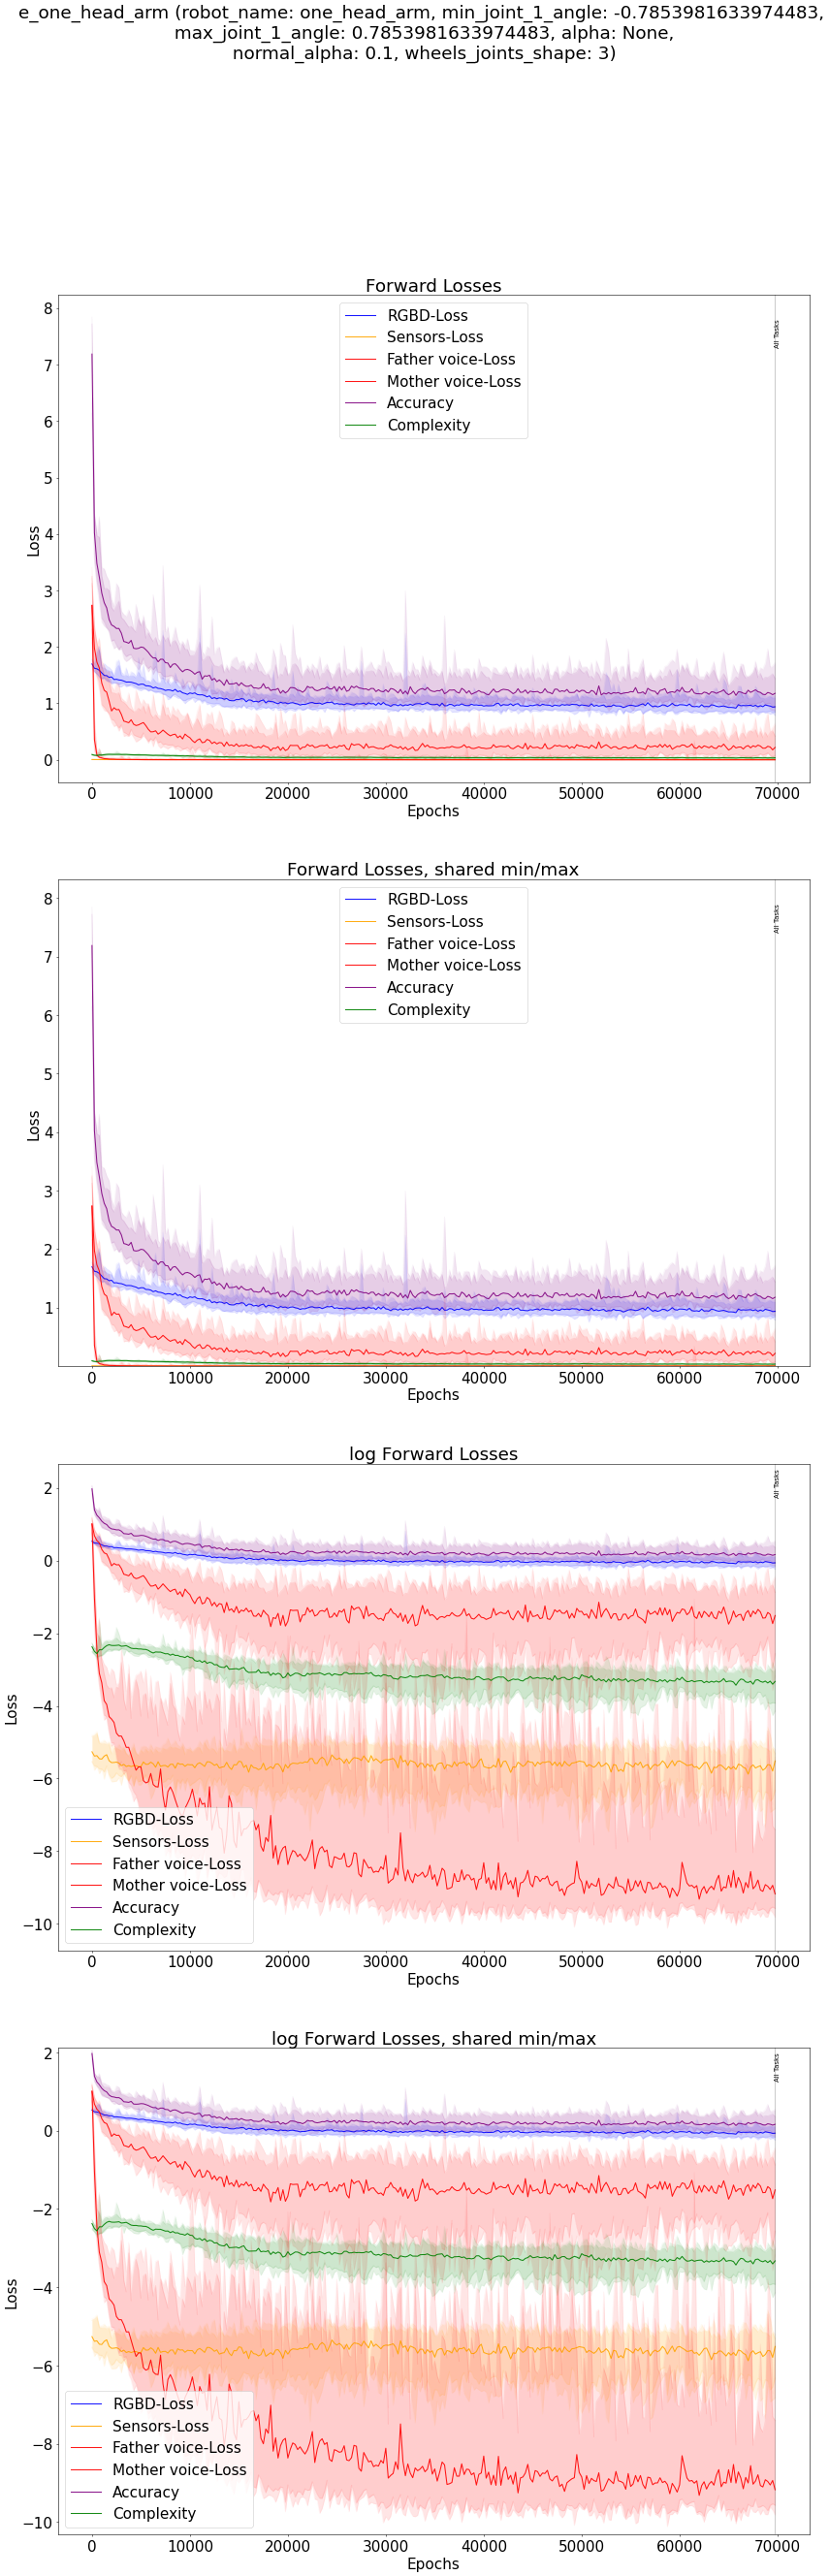 e_one_head_arm (robot_name: one_head_arm, min_joint_1_angle: -0.7853981633974483,
max_joint_1_angle: 0.7853981633974483, alpha: None,
normal_alpha: 0.1, wheels_joints_shape: 3)
Forward Losses
8
7
6
5
4
3
2
1
0
Loss
RGBD-Loss
Sensors-Loss
Father voice-Loss
Mother voice-Loss
Accuracy
Complexity
All Tasks
0 10000 20000 30000 40000 50000 60000 70000
Epochs
Forward Losses, shared min/max
8
7
6
5
4
3
2
1
Loss
RGBD-Loss
Sensors-Loss
Father voice-Loss
Mother voice-Loss
Accuracy
Complexity
All Tasks
0 10000 20000 30000 40000 50000 60000 70000
Epochs
log Forward Losses
2
0
−2
−4
−6
−8
−10
Loss
All Tasks
RGBD-Loss
Sensors-Loss
Father voice-Loss
Mother voice-Loss
Accuracy
Complexity
0 10000 20000 30000 40000 50000 60000 70000
Epochs
log Forward Losses, shared min/max
2
0
−2
−4
−6
−8
−10
Loss
All Tasks
RGBD-Loss
Sensors-Loss
Father voice-Loss
Mother voice-Loss
Accuracy
Complexity
0 10000 20000 30000 40000 50000 60000 70000
Epochs